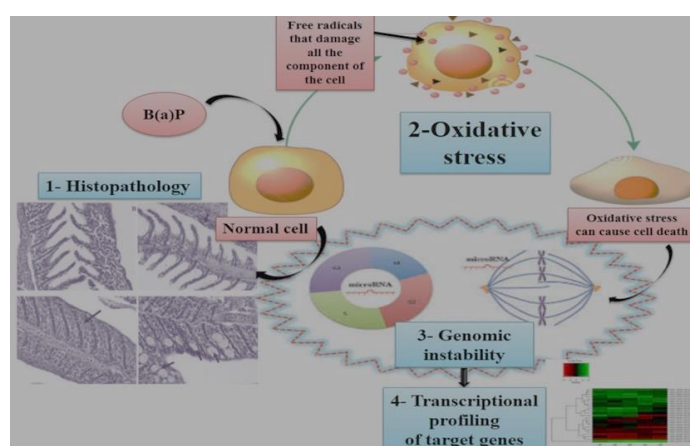 Free radicals
that damage
all the
component of
the cell
B(a)P
2-Oxidative
stress
1- Histopathology
Normal cell
Oxidative stress
can cause cell death
microRNA
microRNA
3- Genomic
instability
4- Transcriptional
profiling
of target genes